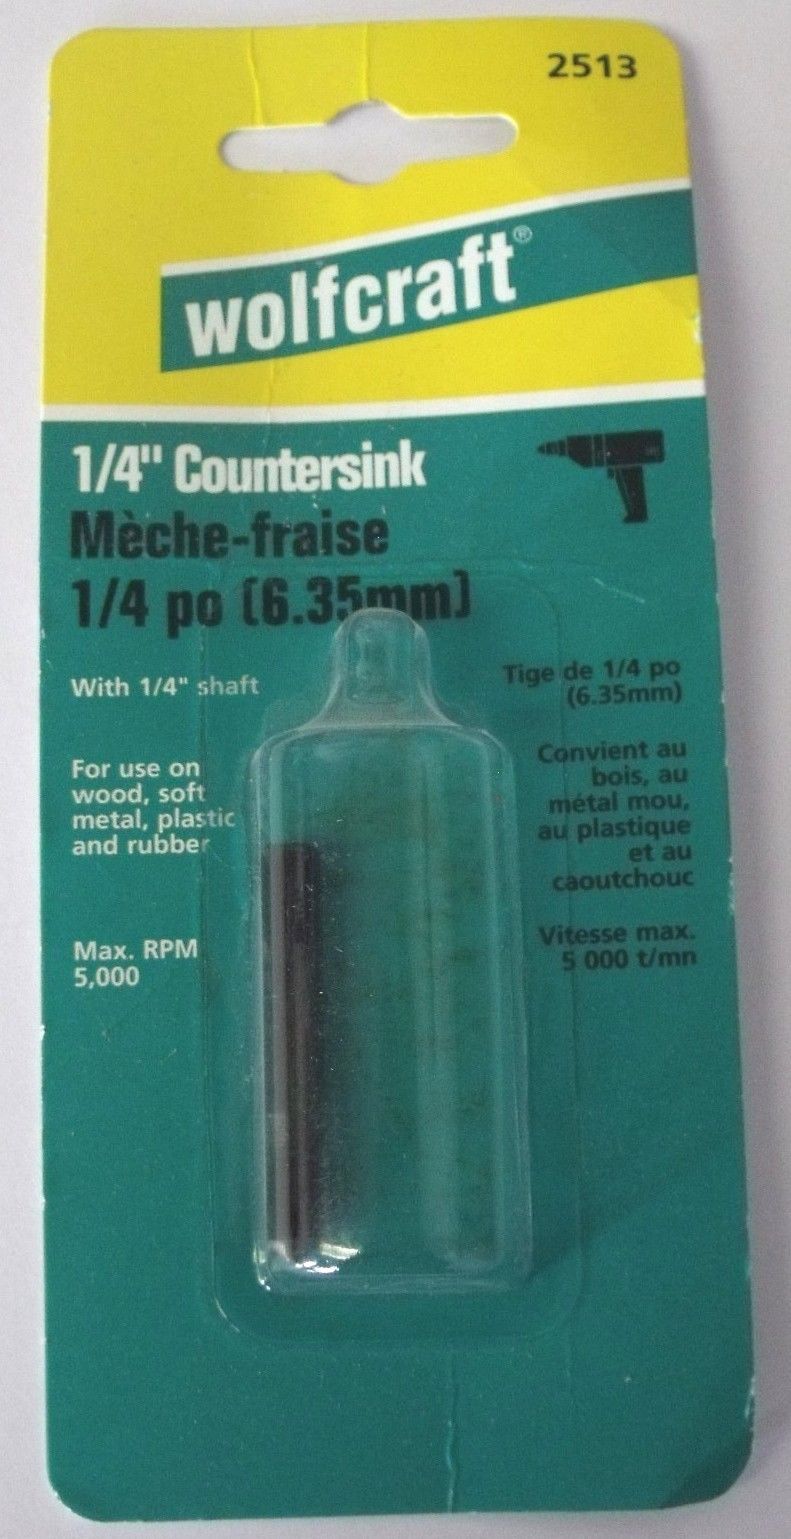 2513
wolfcraft®
1/4" Countersink
Mèche-fraise
1/4 po (6.35mm)
With 1/4" shaft
For use on
wood, soft
metal, plastic
and rubber
Max. RPM
5,000
Tige de 1/4 po
(6.35mm)
Convient au
bois, au
métal mou,
au plastique
et au
caoutchouc
Vitesse max.
5 000 t/mn